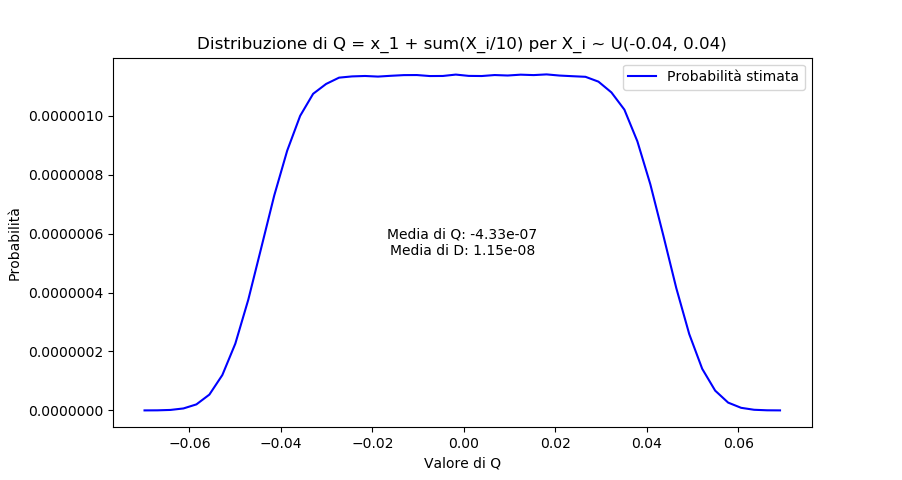 Distribuzione di Q = x_1 + sum(X_i/10) per X_i ~ U(-0.04, 0.04)
Probabilità stimata
0.0000010
0.0000008
0.0000006
0.0000004
0.0000002
0.0000000
Probabilità
Media di Q: -4.33e-07
Media di D: 1.15e-08
−0.06 −0.04 −0.02 0.00 0.02 0.04 0.06
Valore di Q